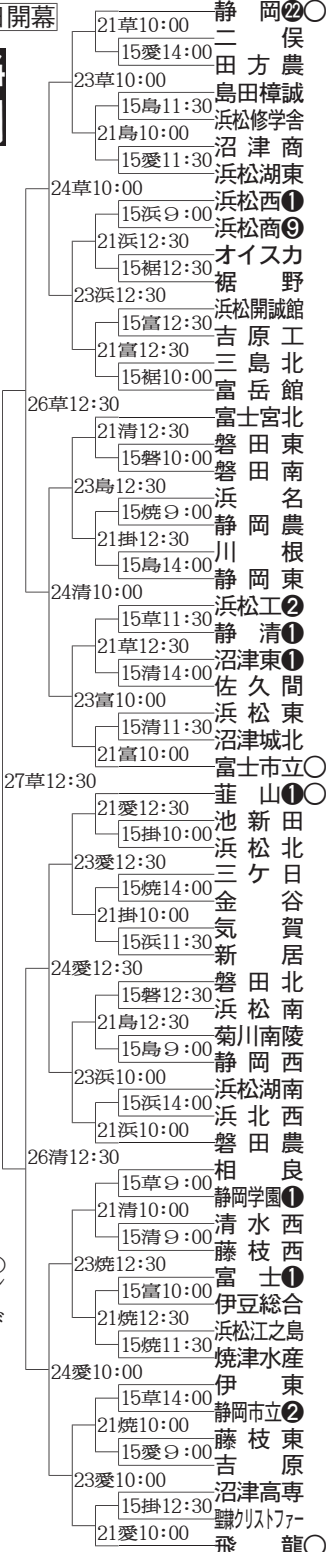 開幕
静岡㉒〇
21草10:00
二俣
15愛14:00
田方農
23草10:00
島田樟誠
15島11:30
浜松修学舎
21島10:00
沼津商
15愛11:30
浜松湖東
24草10:00
浜松西❶
15浜9:00
浜松商❾
21浜12:30
オイスカ
15裾12:30
裾野
23浜12:30
浜松開誠館
15富12:30
吉原工
21富12:30
三島北
15裾10:00
富岳館
26草12:30
富士宮北
21清12:30
磐田東
15磐10:00
磐田南
23島12:30
浜名
15焼9:00
静岡農
21掛12:30
川根
15島14:00
静岡東
24清10:00
浜松工❷
15草11:30
静清❶
21草12:30
沼津東❶
15清14:00
佐久間
23富10:00
浜松東
15清11:30
沼津城北
21富10:00
富士市立〇
27草12:30
韮山❶〇
21愛12:30
池新田
15掛10:00
浜松北
23愛12:30
三ケ日
15焼14:00
金谷
21掛10:00
気賀
15浜11:30
新居
24愛12:30
磐田北
15磐12:30
浜松南
21島12:30
菊川南陵
15島9:00
静岡西
23浜10:00
浜松湖南
15浜14:00
浜北西
21浜10:00
磐田農
26清12:30
相良
15草9:00
静岡学園❶
21清10:00
清水西
15清9:00
藤枝西
23焼12:30
富士❶
15富10:00
伊豆総合
21焼12:30
浜松江之島
15焼11:30
焼津水産
24愛10:00
伊東
15草14:00
静岡市立❷
21焼10:00
藤枝東
15愛9:00
吉原
23愛10:00
沼津高専
15掛12:30
聖隷クリストファー
21愛10:00
飛龍〇